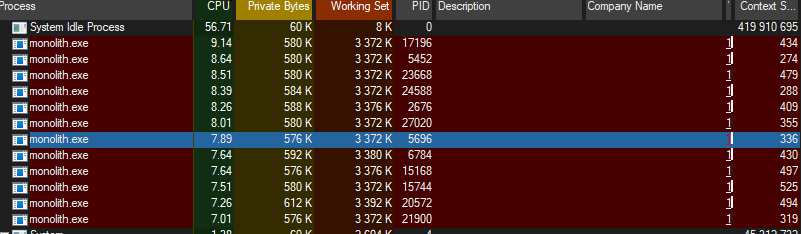 Process CPU Private Bytes Working Set PID Description Company Name Context S...
System Idle Process 56.71 60 K 8 K 0 419 910 695
monolith.exe 9.14 580 K 3 372 K 17196 1 434
monolith.exe 8.64 580 K 3 372 K 5452 1 274
monolith.exe 8.51 580 K 3 372 K 23668 1 479
monolith.exe 8.39 584 K 3 372 K 24588 1 288
monolith.exe 8.26 588 K 3 376 K 2676 1 409
monolith.exe 8.01 580 K 3 372 K 27020 1 355
monolith.exe 7.89 576 K 3 372 K 5696 1 336
monolith.exe 7.64 592 K 3 380 K 6784 1 430
monolith.exe 7.64 576 K 3 376 K 15168 1 497
monolith.exe 7.51 576 K 3 372 K 15744 1 525
monolith.exe 7.26 612 K 3 392 K 20572 1 494
monolith.exe 7.01 576 K 3 372 K 21900 1 319
System 1.38 60 K 4